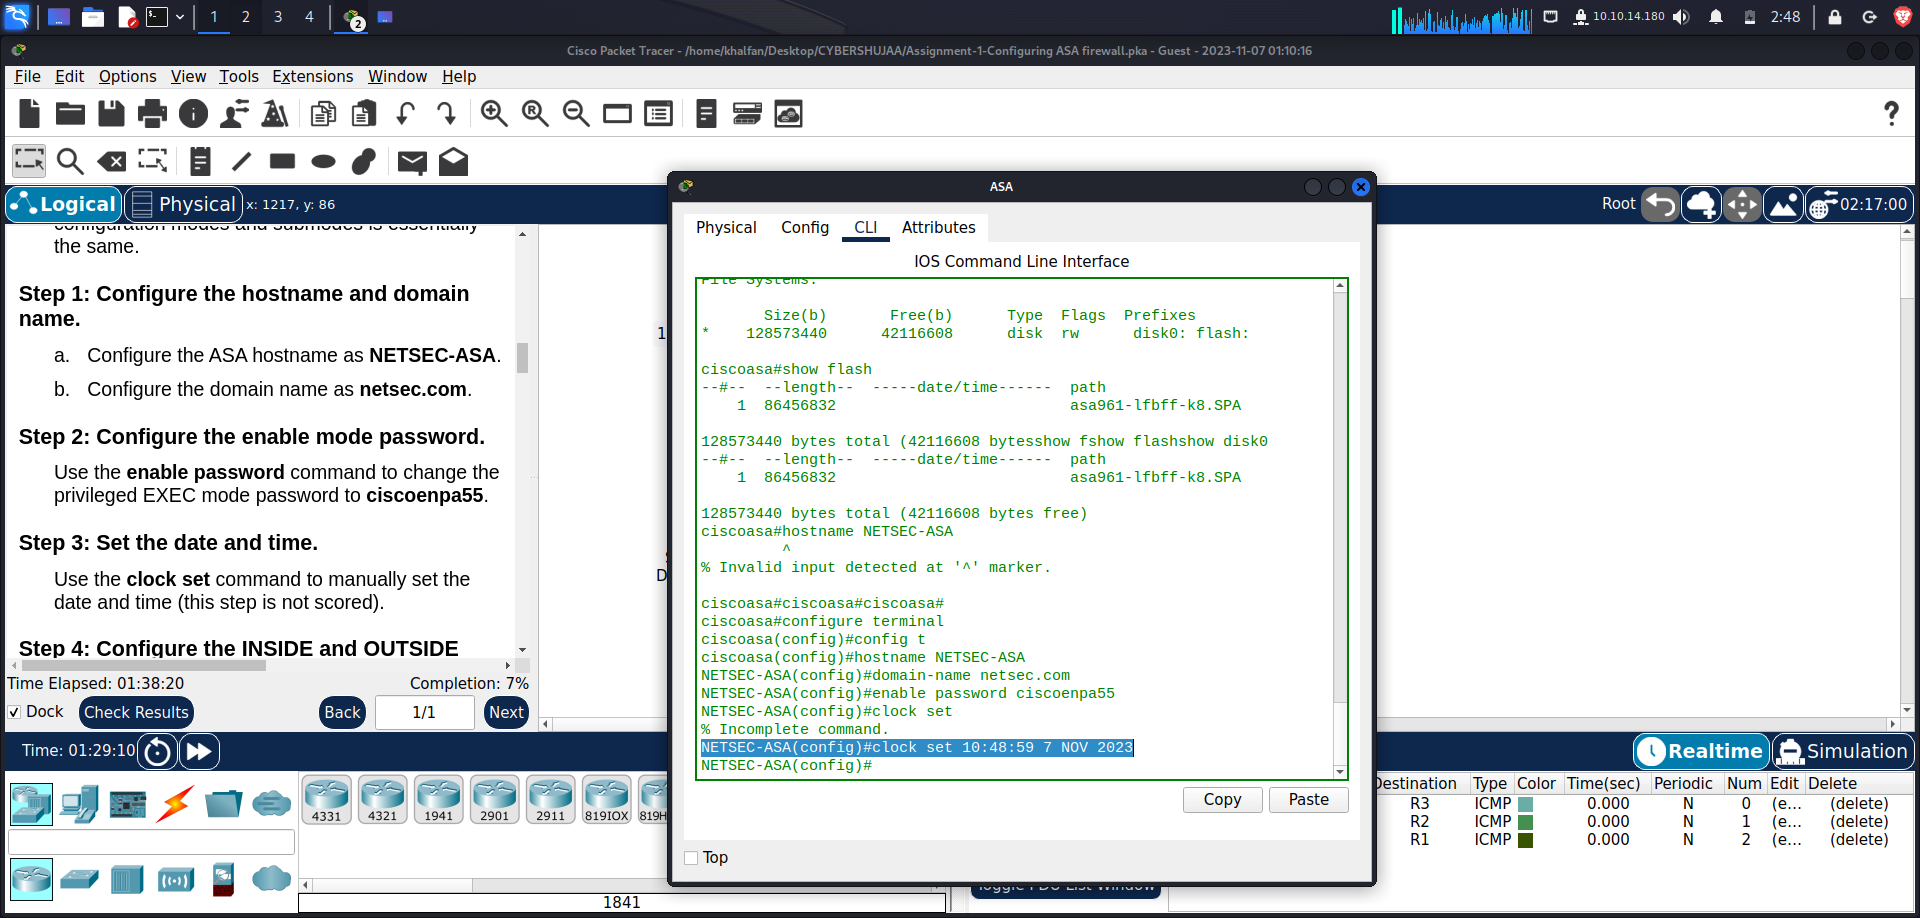 1 2 3 4 2 10.10.14.180 2:48
Cisco Packet Tracer - /home/khalfan/Desktop/CYBERSHUJAA/Assignment-1-Configuring ASA firewall.pka - Guest - 2023-11-07 01:10:16
File Edit Options View Tools Extensions Window Help
Logical Physical x: 1217, y: 86
Root 02:17:00
configuration modes and submodes is essentially
the same.
Step 1: Configure the hostname and domain
name.
a. Configure the ASA hostname as NETSEC-ASA.
b. Configure the domain name as netsec.com.
Step 2: Configure the enable mode password.
Use the enable password command to change the
privileged EXEC mode password to ciscoenpa55.
Step 3: Set the date and time.
Use the clock set command to manually set the
date and time (this step is not scored).
Step 4: Configure the INSIDE and OUTSIDE
Time Elapsed: 01:38:20 Completion: 7%
Dock Check Results Back 1/1 Next
1
D
ASA
Physical Config CLI Attributes
IOS Command Line Interface
File Systems:
Size(b) Free(b) Type Flags Prefixes
* 128573440 42116608 disk rw disk0: flash:
ciscoasa#show flash
--#-- --length-- -----date/time------ path
1 86456832 asa961-lfbff-k8.SPA
128573440 bytes total (42116608 bytesshow fshow flashshow disk0
--#-- --length-- -----date/time------ path
1 86456832 asa961-lfbff-k8.SPA
128573440 bytes total (42116608 bytes free)
ciscoasa#hostname NETSEC-ASA
^
% Invalid input detected at '^' marker.
ciscoasa#ciscoasa#ciscoasa#
ciscoasa#configure terminal
ciscoasa(config)#config t
ciscoasa(config)#hostname NETSEC-ASA
NETSEC-ASA(config)#domain-name netsec.com
NETSEC-ASA(config)#enable password ciscoenpa55
NETSEC-ASA(config)#clock set
% Incomplete command.
NETSEC-ASA(config)#clock set 10:48:59 7 NOV 2023
NETSEC-ASA(config)#
Copy Paste
Top
Time: 01:29:10
Realtime Simulation
4331 4321 1941 2901 2911 819IOX 819H
1841
Toggle PDU List Window
Destination Type Color Time(sec) Periodic Num Edit Delete
R3 ICMP 0.000 N 0 (e... (delete)
R2 ICMP 0.000 N 1 (e... (delete)
R1 ICMP 0.000 N 2 (e... (delete)